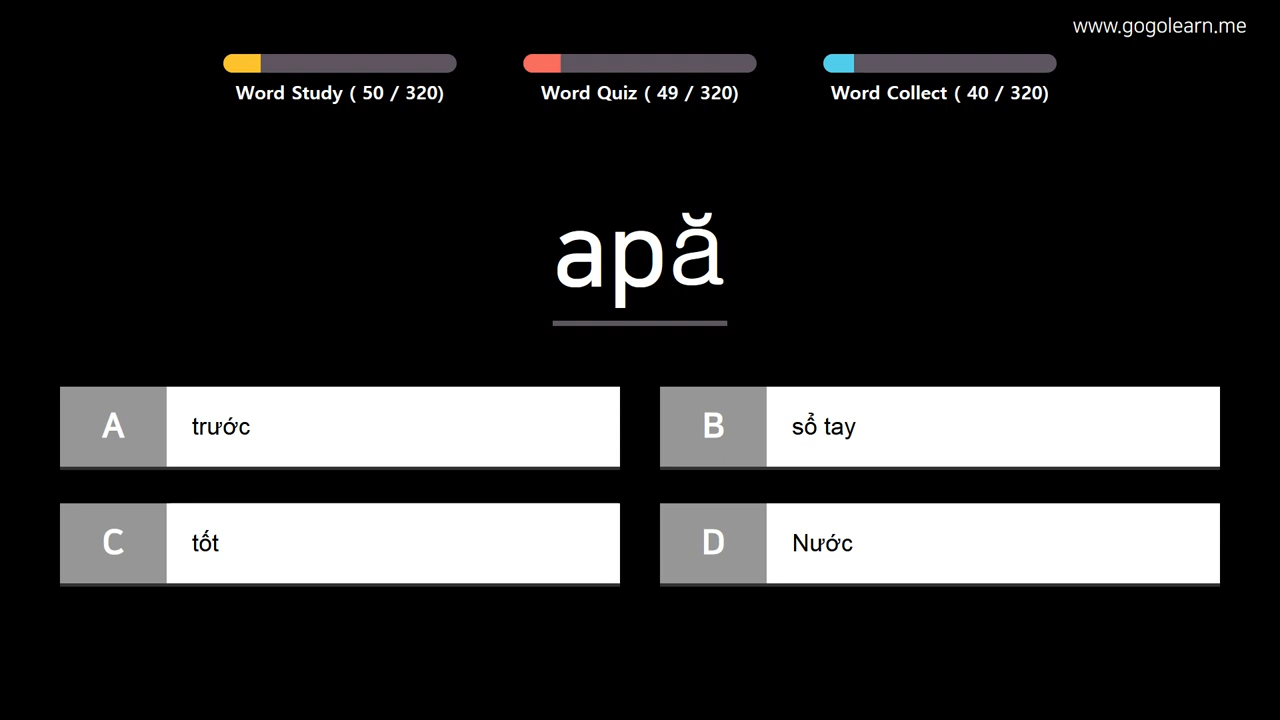 www.gogolearn.me
Word Study ( 50 / 320)
Word Quiz ( 49 / 320)
Word Collect ( 40 / 320)
apă
A trước
B sổ tay
C tốt
D Nước